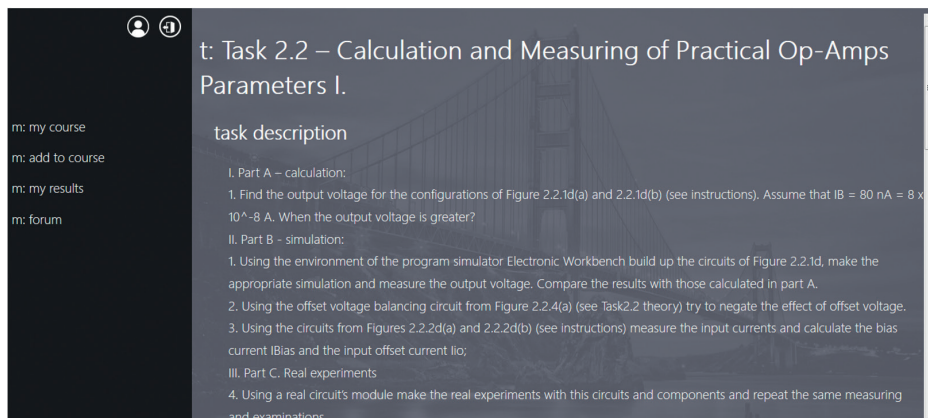 t: Task 2.2 – Calculation and Measuring of Practical Op-Amps
Parameters I.
m: my course
m: add to course
m: my results
m: forum
task description
I. Part A – calculation:
1. Find the output voltage for the configurations of Figure 2.2.1d(a) and 2.2.1d(b) (see instructions). Assume that IB = 80 nA = 8 x
10^-8 A. When the output voltage is greater?
II. Part B - simulation:
1. Using the environment of the program simulator Electronic Workbench build up the circuits of Figure 2.2.1d, make the
appropriate simulation and measure the output voltage. Compare the results with those calculated in part A.
2. Using the offset voltage balancing circuit from Figure 2.2.4(a) (see Task2.2 theory) try to negate the effect of offset voltage.
3. Using the circuits from Figures 2.2.2d(a) and 2.2.2d(b) (see instructions) measure the input currents and calculate the bias
current IBias and the input offset current Iio;
III. Part C. Real experiments
4. Using a real circuit's module make the real experiments with this circuits and components and repeat the same measuring
and examinations